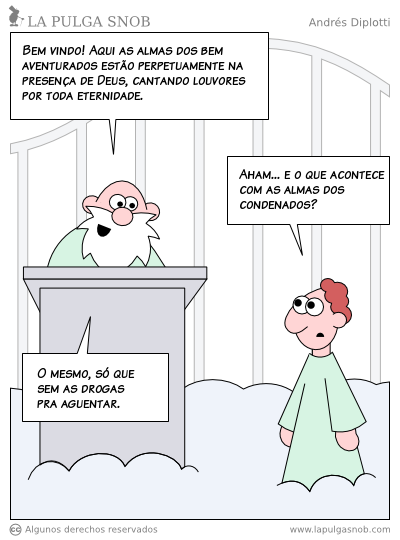 LA PULGA SNOB
Andrés Diplotti
Bem vindo! Aqui as almas dos bem
aventurados estão perpetuamente na
presença de Deus, cantando louvores
por toda eternidade.
Aham... e o que acontece
com as almas dos
condenados?
O mesmo, só que
sem as drogas
pra aguentar.
cc Algunos derechos reservados
www.lapulgasnob.com